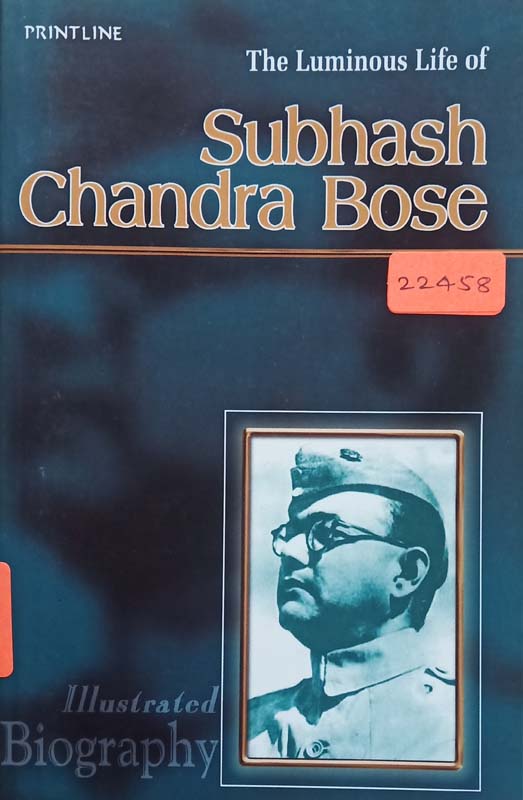 PRINTLINE
The Luminous Life of
Subhash
Chandra Bose
22458
Illustrated
Biography